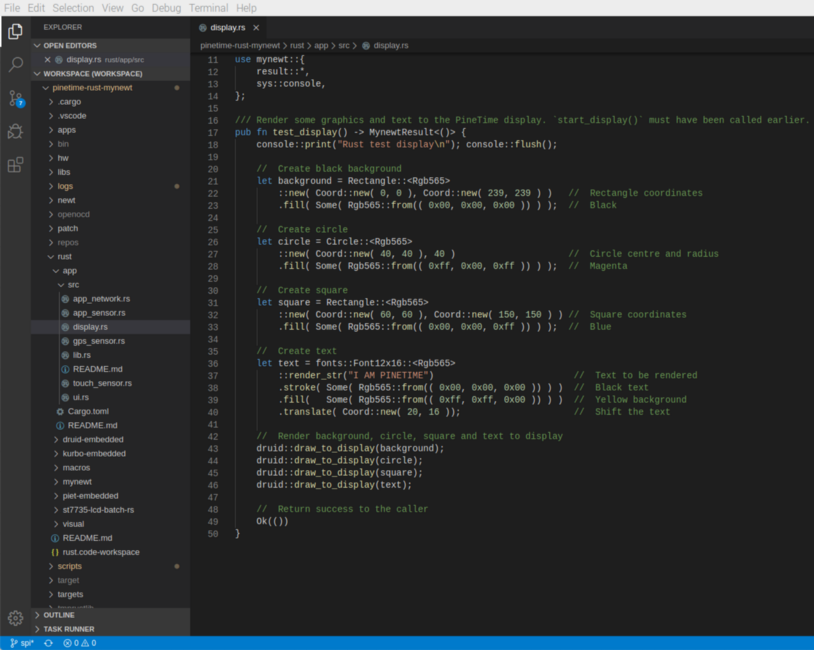 File Edit Selection View Go Debug Terminal Help
EXPLORER
OPEN EDITORS
display.rs rust/app/src
WORKSPACE (WORKSPACE)
pinetime-rust-mynewt
.cargo
.vscode
apps
bin
hw
libs
logs
newt
openocd
patch
repos
rust
app
src
app_network.rs
app_sensor.rs
display.rs
gps_sensor.rs
lib.rs
README.md
touch_sensor.rs
ui.rs
Cargo.toml
README.md
druid-embedded
kurbo-embedded
macros
mynewt
piet-embedded
st7735-lcd-batch-rs
visual
README.md
{} rust.code-workspace
scripts
target
targets
OUTLINE
TASK RUNNER
7
display.rs
pinetime-rust-mynewt > rust > app > src > display.rs
11 use mynewt::{
12 result::*,
13 sys::console,
14 };
15
16 /// Render some graphics and text to the PineTime display. `start_display()` must have been called earlier.
17 pub fn test_display() -> MynewtResult<()> {
18 console::print("Rust test display\n"); console::flush();
19
20 // Create black background
21 let background = Rectangle::<Rgb565>
22 ::new( Coord::new( 0, 0 ), Coord::new( 239, 239 ) ) // Rectangle coordinates
23 .fill( Some( Rgb565::from(( 0x00, 0x00, 0x00 )) ) ); // Black
24
25 // Create circle
26 let circle = Circle::<Rgb565>
27 ::new( Coord::new( 40, 40 ), 40 ) // Circle centre and radius
28 .fill( Some( Rgb565::from(( 0xff, 0x00, 0xff )) ) ); // Magenta
29
30 // Create square
31 let square = Rectangle::<Rgb565>
32 ::new( Coord::new( 60, 60 ), Coord::new( 150, 150 ) ) // Square coordinates
33 .fill( Some( Rgb565::from(( 0x00, 0x00, 0xff )) ) ); // Blue
34
35 // Create text
36 let text = fonts::Font12x16::<Rgb565>
37 ::render_str("I AM PINETIME") // Text to be rendered
38 .stroke( Some( Rgb565::from(( 0x00, 0x00, 0x00 )) ) ) // Black text
39 .fill( Some( Rgb565::from(( 0xff, 0xff, 0x00 )) ) ) // Yellow background
40 .translate( Coord::new( 20, 16 )); // Shift the text
41
42 // Render background, circle, square and text to display
43 druid::draw_to_display(background);
44 druid::draw_to_display(circle);
45 druid::draw_to_display(square);
46 druid::draw_to_display(text);
47
48 // Return success to the caller
49 Ok(())
50 }
spi* 0 0